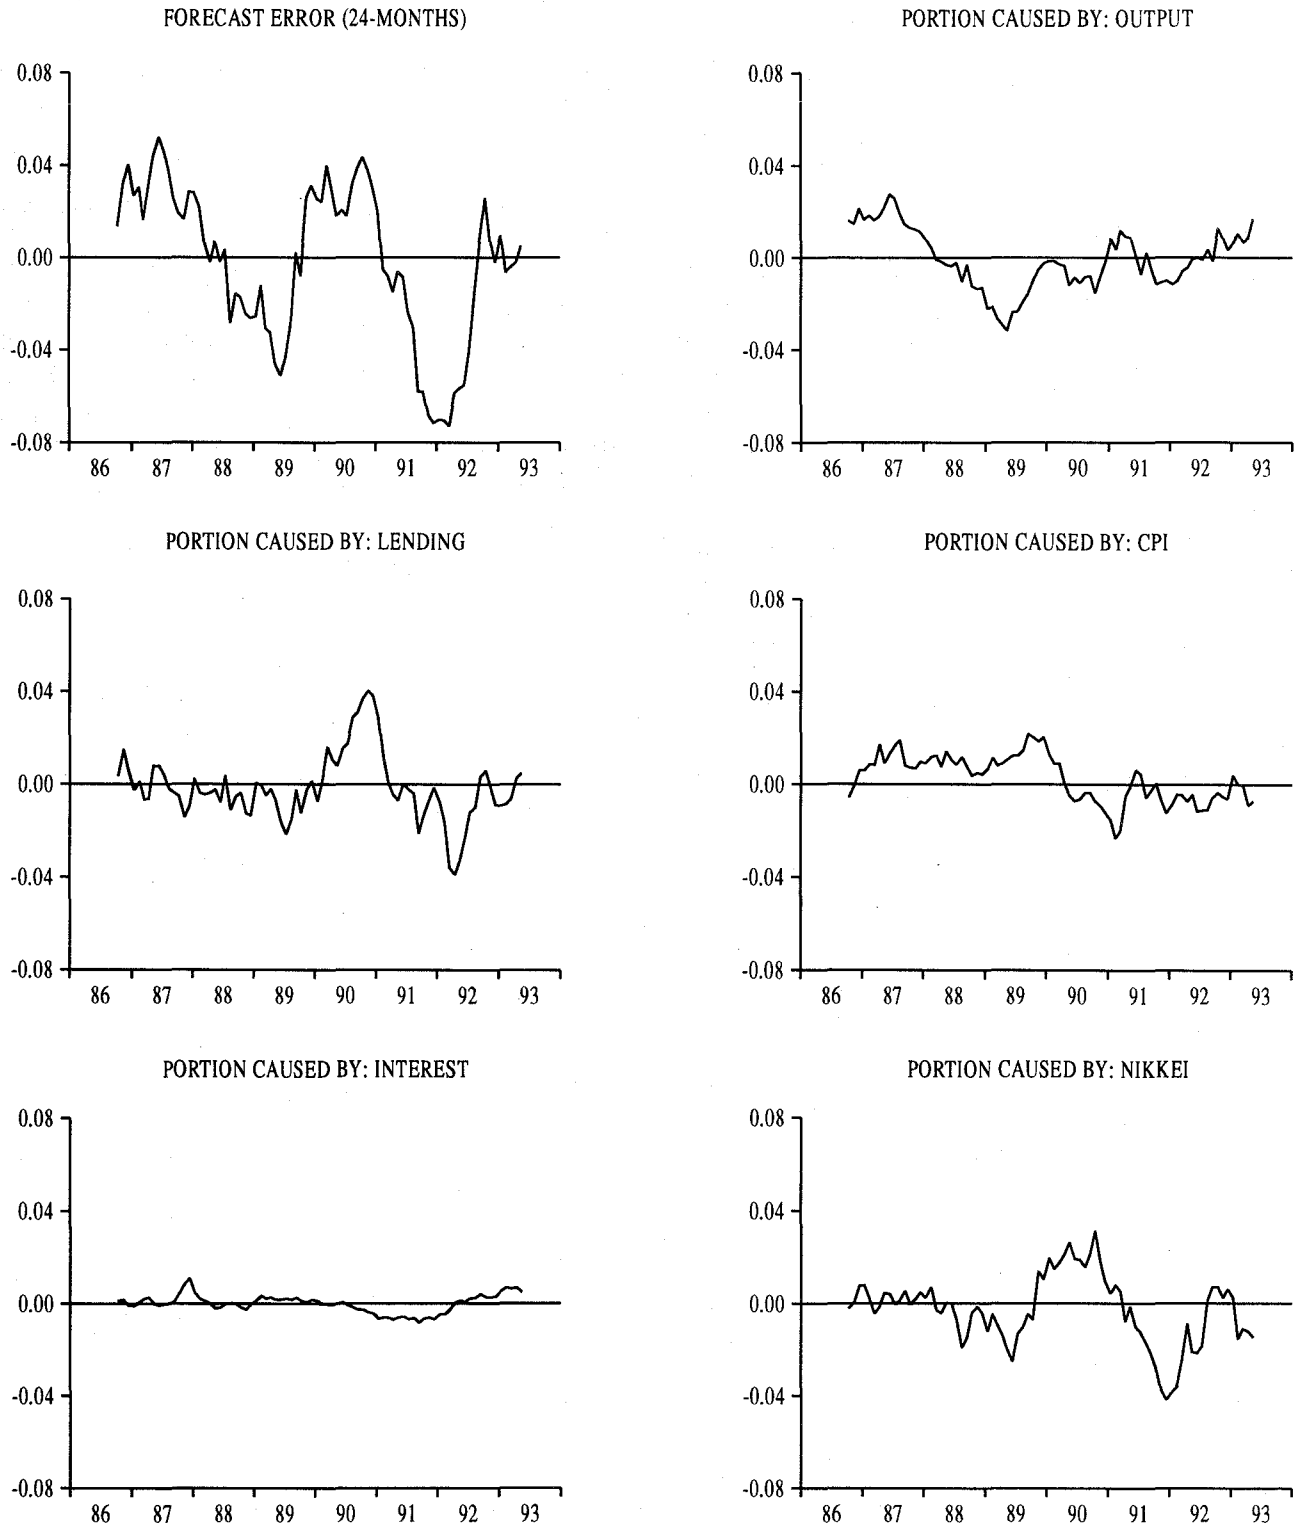 FORECAST ERROR (24-MONTHS)
0.08
0.04
0.00
-0.04
-0.08
86 87 88 89 90 91 92 93
PORTION CAUSED BY: OUTPUT
0.08
0.04
0.00
-0.04
-0.08
86 87 88 89 90 91 92 93
PORTION CAUSED BY: LENDING
0.08
0.04
0.00
-0.04
-0.08
86 87 88 89 90 91 92 93
PORTION CAUSED BY: CPI
0.08
0.04
0.00
-0.04
-0.08
86 87 88 89 90 91 92 93
PORTION CAUSED BY: INTEREST
0.08
0.04
0.00
-0.04
-0.08
86 87 88 89 90 91 92 93
PORTION CAUSED BY: NIKKEI
0.08
0.04
0.00
-0.04
-0.08
86 87 88 89 90 91 92 93